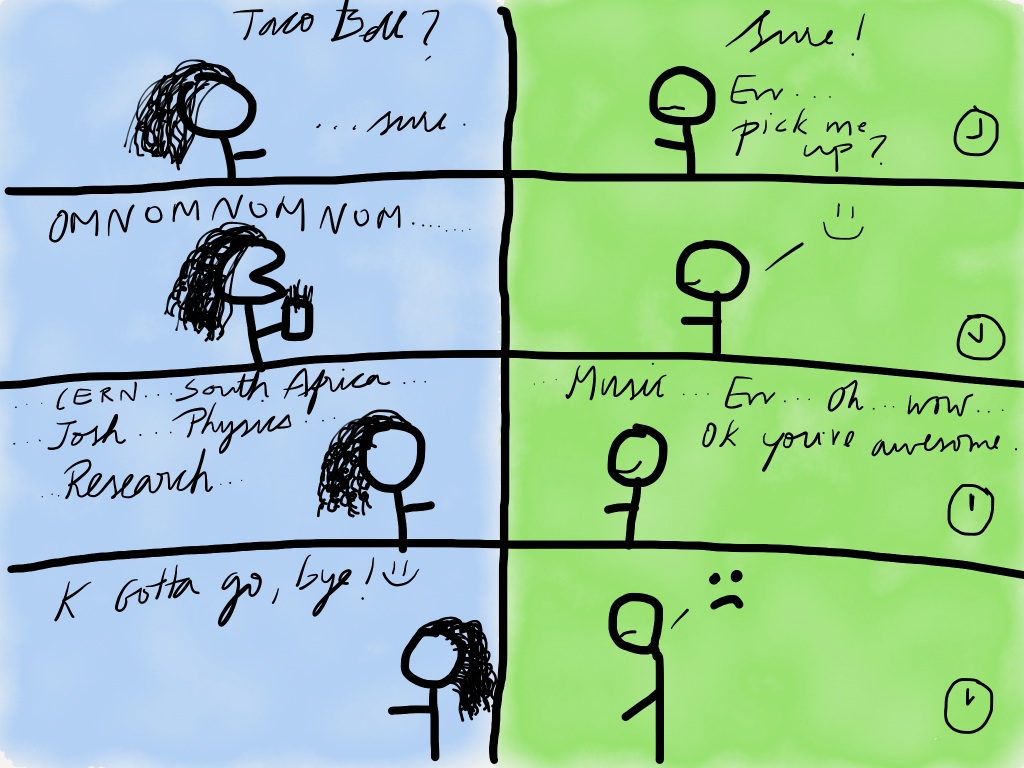 Taco Bell?
...sure.
Sure!
Err...
pick me
up?
OMNOMNOMNOM......
...CERN...South Africa...
...Josh...Physics...
...Research...
...Music...Err...Oh...wow...
OK you're awesome.
K Gotta go, bye!